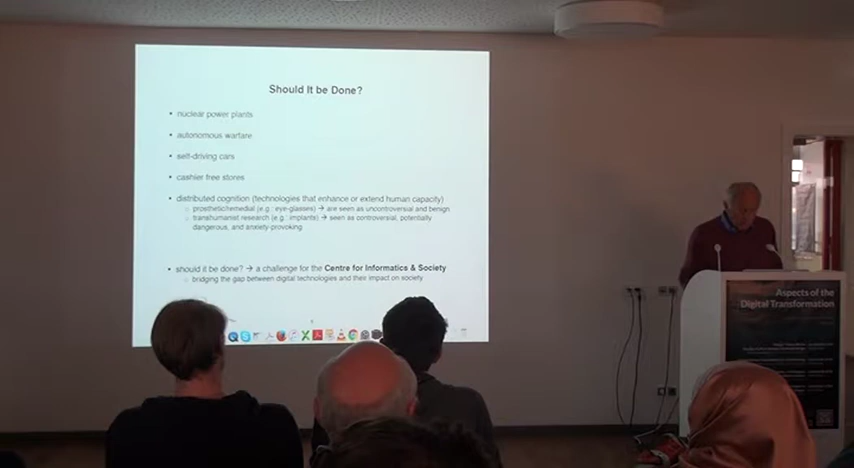 Should It be Done?
• nuclear power plants
• autonomous warfare
• self-driving cars
• cashier free stores
• distributed cognition (technologies that enhance or extend human capacity)
○ prosthetic/remedial (e.g.: eye-glasses) → are seen as uncontroversial and benign
○ transhumanist research (e.g.: implants) → seen as controversial, potentially
dangerous, and anxiety-provoking
• should it be done? → a challenge for the Centre for Informatics & Society
○ bridging the gap between digital technologies and their impact on society
Aspects of the
Digital Transformation